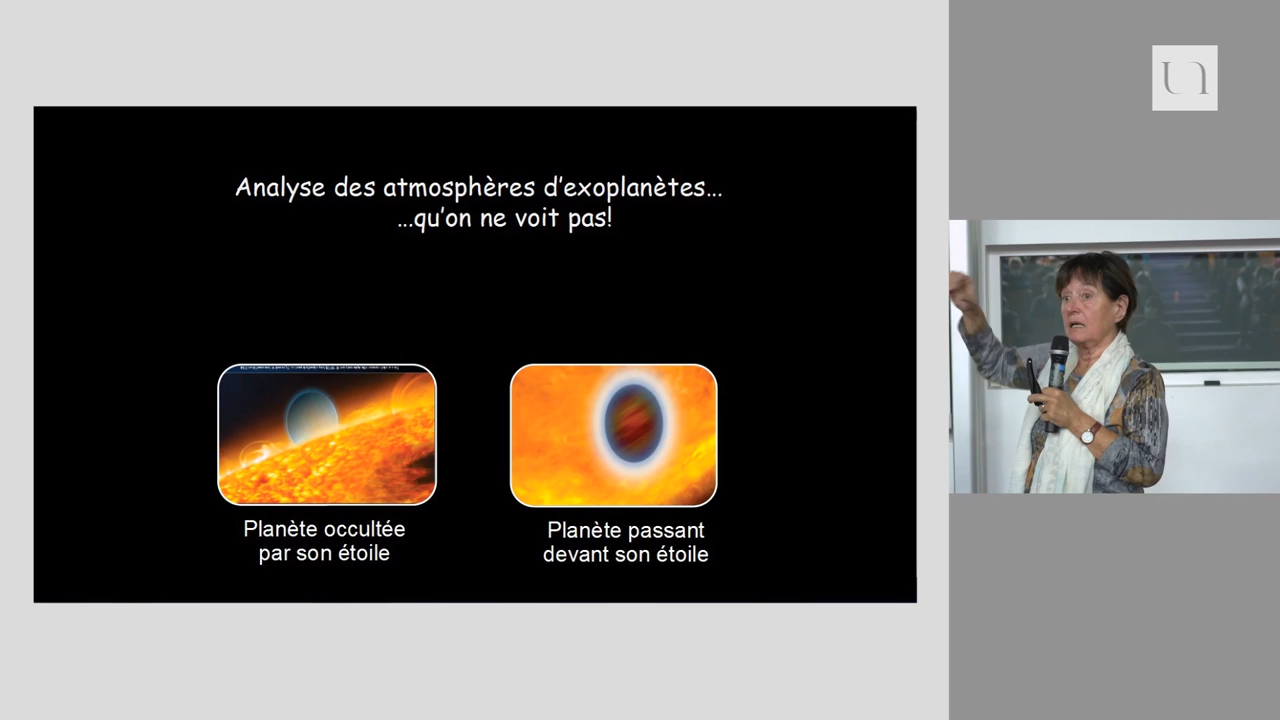 Analyse des atmosphères d'exoplanètes...
...qu'on ne voit pas!
Planète occultée
par son étoile
Planète passant
devant son étoile